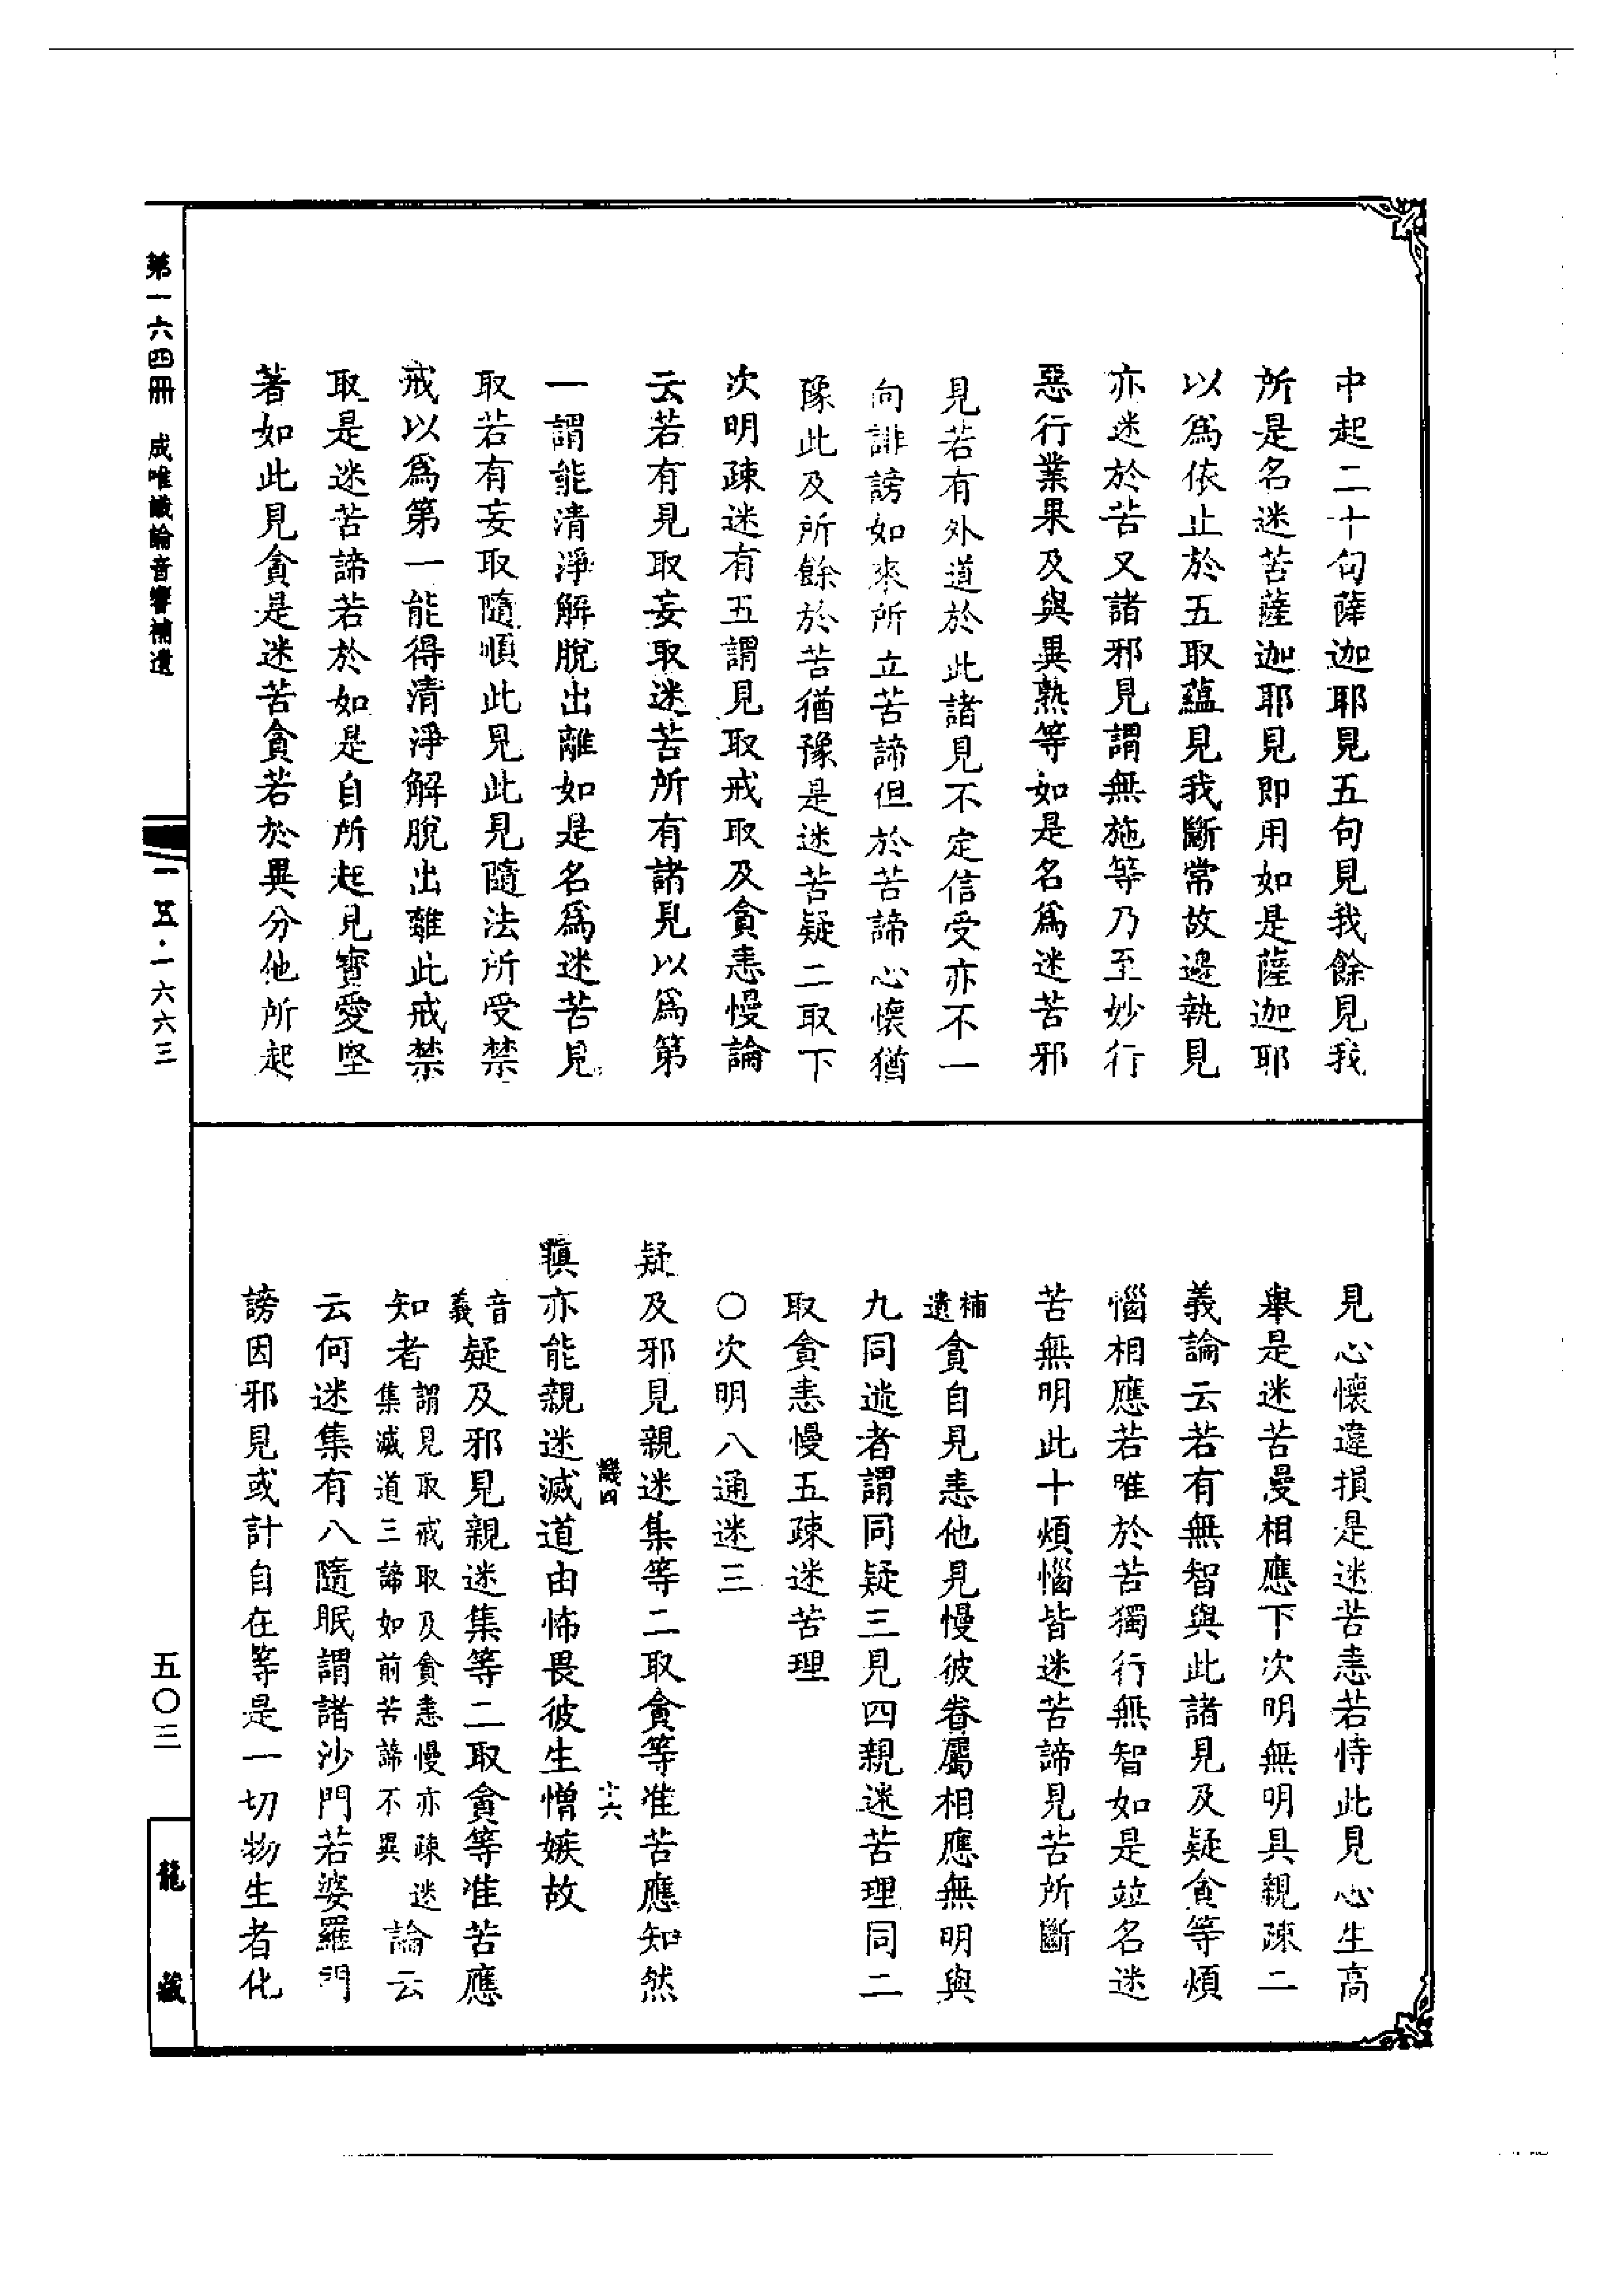 中起二十句薩迦耶見五句見我餘見我
所是名迷苦薩迦耶見即用如是薩迦耶
以為依止於五取蘊見我斷常故邊執見
亦迷於苦又諸邪見謂無施等乃至妙行
惡行業果及與異熟等如是名為迷苦邪
見若有外道於此諸見不定信受亦不一
向誹謗如來所立苦諦但於苦諦心懷猶
豫此及所餘於苦猶豫是迷苦疑二取下
次明疎迷有五謂見取戒取及貪恚慢論
云若有見取妄取迷苦所有諸見以為第
一謂能清淨解脫出離如是名為迷苦見
取若有妄取隨順此見此見隨法所受禁
戒以為第一能得清淨解脫出離此戒禁
取是迷苦諦若於如是自所起見寶愛堅
著如此見貪是迷苦貪若於異分他所起
見心懷違損是迷苦恚若恃此見心生高
舉是迷苦曼相應下次明無明具親疎二
義論云若有無智與此諸見及疑貪等煩
惱相應若唯於苦獨行無智如是竝名迷
苦無明此十煩惱皆迷苦諦見苦所斷
補遺貪自見恚他見慢彼眷屬相應無明與
九同迷者謂同疑三見四親迷苦理同二
取貪恚慢五疎迷苦理
〇次明八通迷三
疑及邪見親迷集等二取貪等准苦應知然
譏四 十六
瞋亦能親迷滅道由怖畏彼生憎嫉故
音義疑及邪見親迷集等二取貪等准苦應
知者謂見取戒取及貪恚慢亦疎迷集滅道三諦如前苦諦不異論云
云何迷集有八隨眠謂諸沙門若婆羅門
謗因邪見或計自在等是一切物生者化
第一六四冊 成唯識論音響補遺
一五·一六六三
五〇三
龍藏